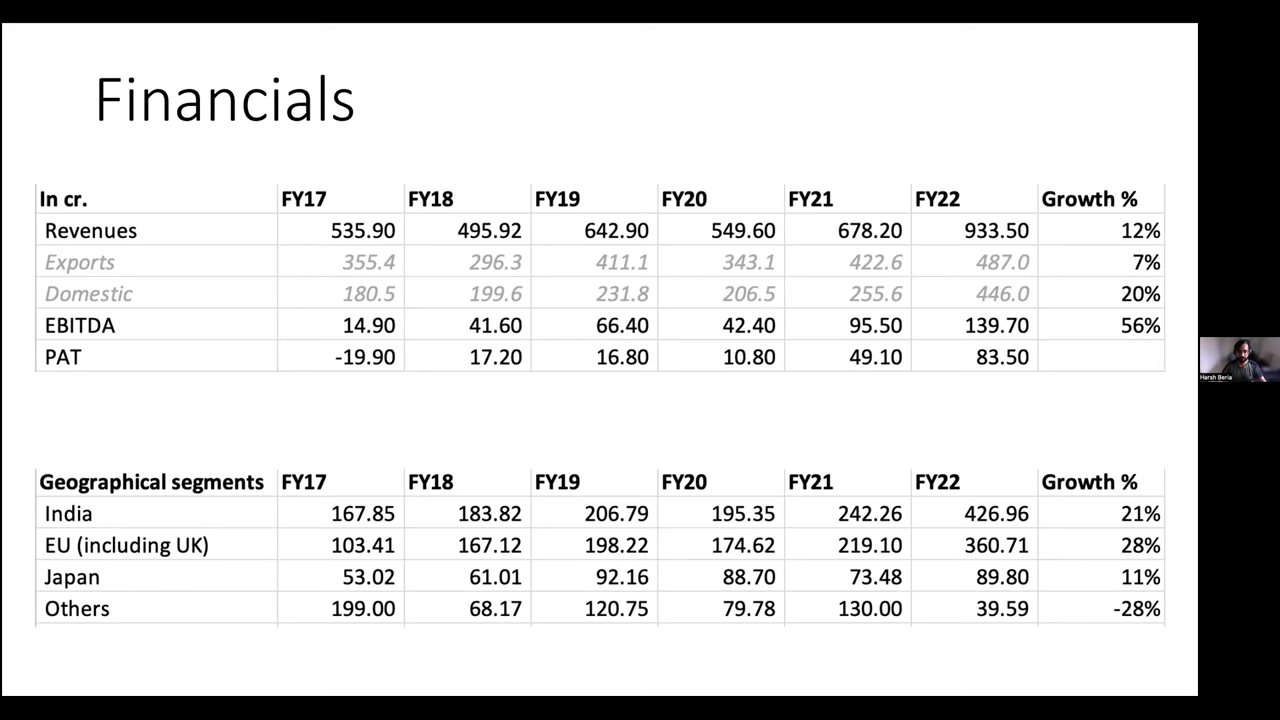 Financials
In cr. FY17 FY18 FY19 FY20 FY21 FY22 Growth %
Revenues 535.90 495.92 642.90 549.60 678.20 933.50 12%
Exports 355.4 296.3 411.1 343.1 422.6 487.0 7%
Domestic 180.5 199.6 231.8 206.5 255.6 446.0 20%
EBITDA 14.90 41.60 66.40 42.40 95.50 139.70 56%
PAT -19.90 17.20 16.80 10.80 49.10 83.50
Harsh Beria
Geographical segments FY17 FY18 FY19 FY20 FY21 FY22 Growth %
India 167.85 183.82 206.79 195.35 242.26 426.96 21%
EU (including UK) 103.41 167.12 198.22 174.62 219.10 360.71 28%
Japan 53.02 61.01 92.16 88.70 73.48 89.80 11%
Others 199.00 68.17 120.75 79.78 130.00 39.59 -28%